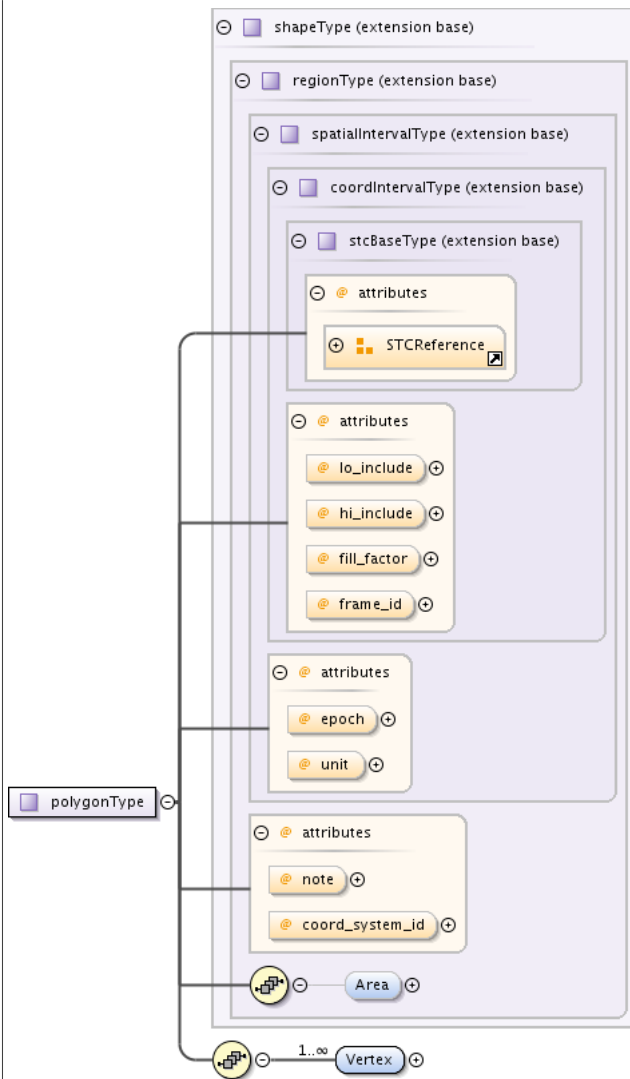 shapeType (extension base)
regionType (extension base)
spatialIntervalType (extension base)
coordIntervalType (extension base)
stcBaseType (extension base)
@ attributes
STCReference
@ attributes
@ lo_include
@ hi_include
@ fill_factor
@ frame_id
@ attributes
@ epoch
@ unit
polygonType
@ attributes
@ note
@ coord_system_id
Area
1..∞
Vertex